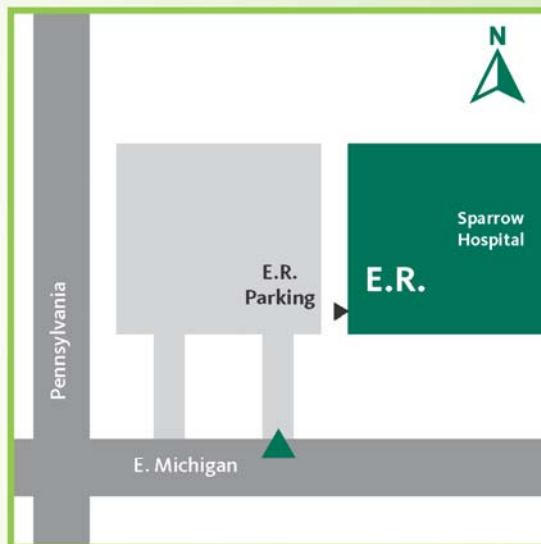 N
Sparrow
Hospital
E.R.
E.R.
Parking
Pennsylvania
E. Michigan